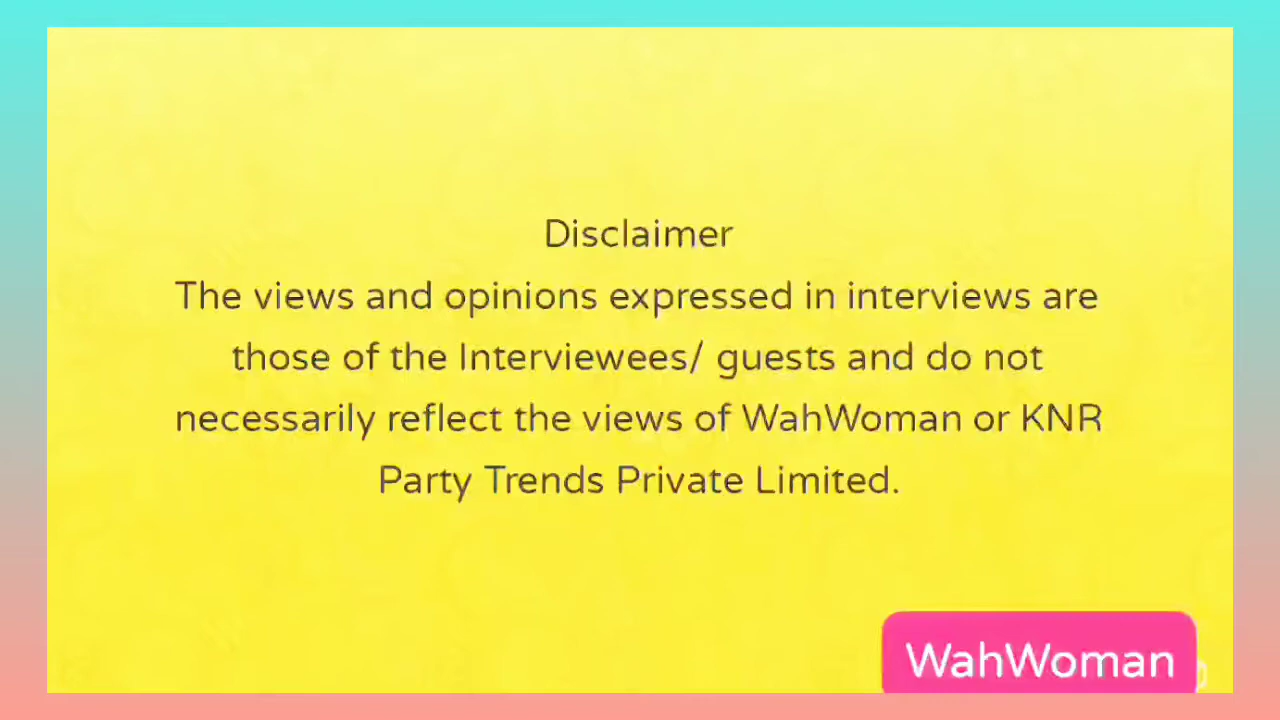 Disclaimer
The views and opinions expressed in interviews are
those of the Interviewees/ guests and do not
necessarily reflect the views of WahWoman or KNR
Party Trends Private Limited.
WahWoman